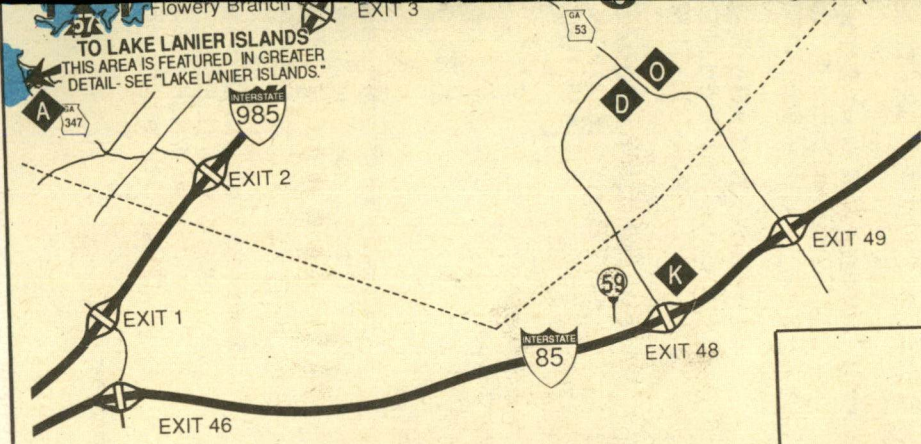 57
Flowery Branch
EXIT 3
TO LAKE LANIER ISLANDS
THIS AREA IS FEATURED IN GREATER
DETAIL- SEE "LAKE LANIER ISLANDS."
A
GA
347
INTERSTATE
985
EXIT 2
EXIT 1
EXIT 46
GA
53
O
D
59
K
EXIT 49
INTERSTATE
85
EXIT 48